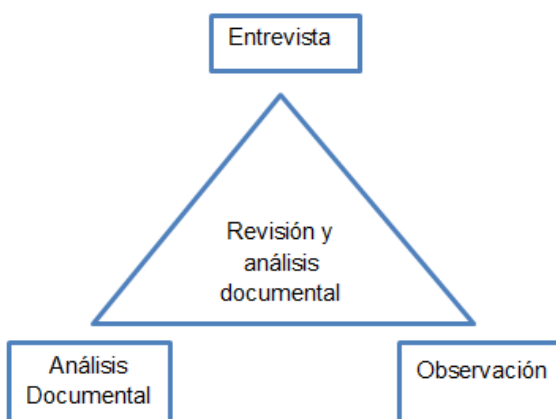 Entrevista
Revisión y
análisis
documental
Análisis
Documental
Observación